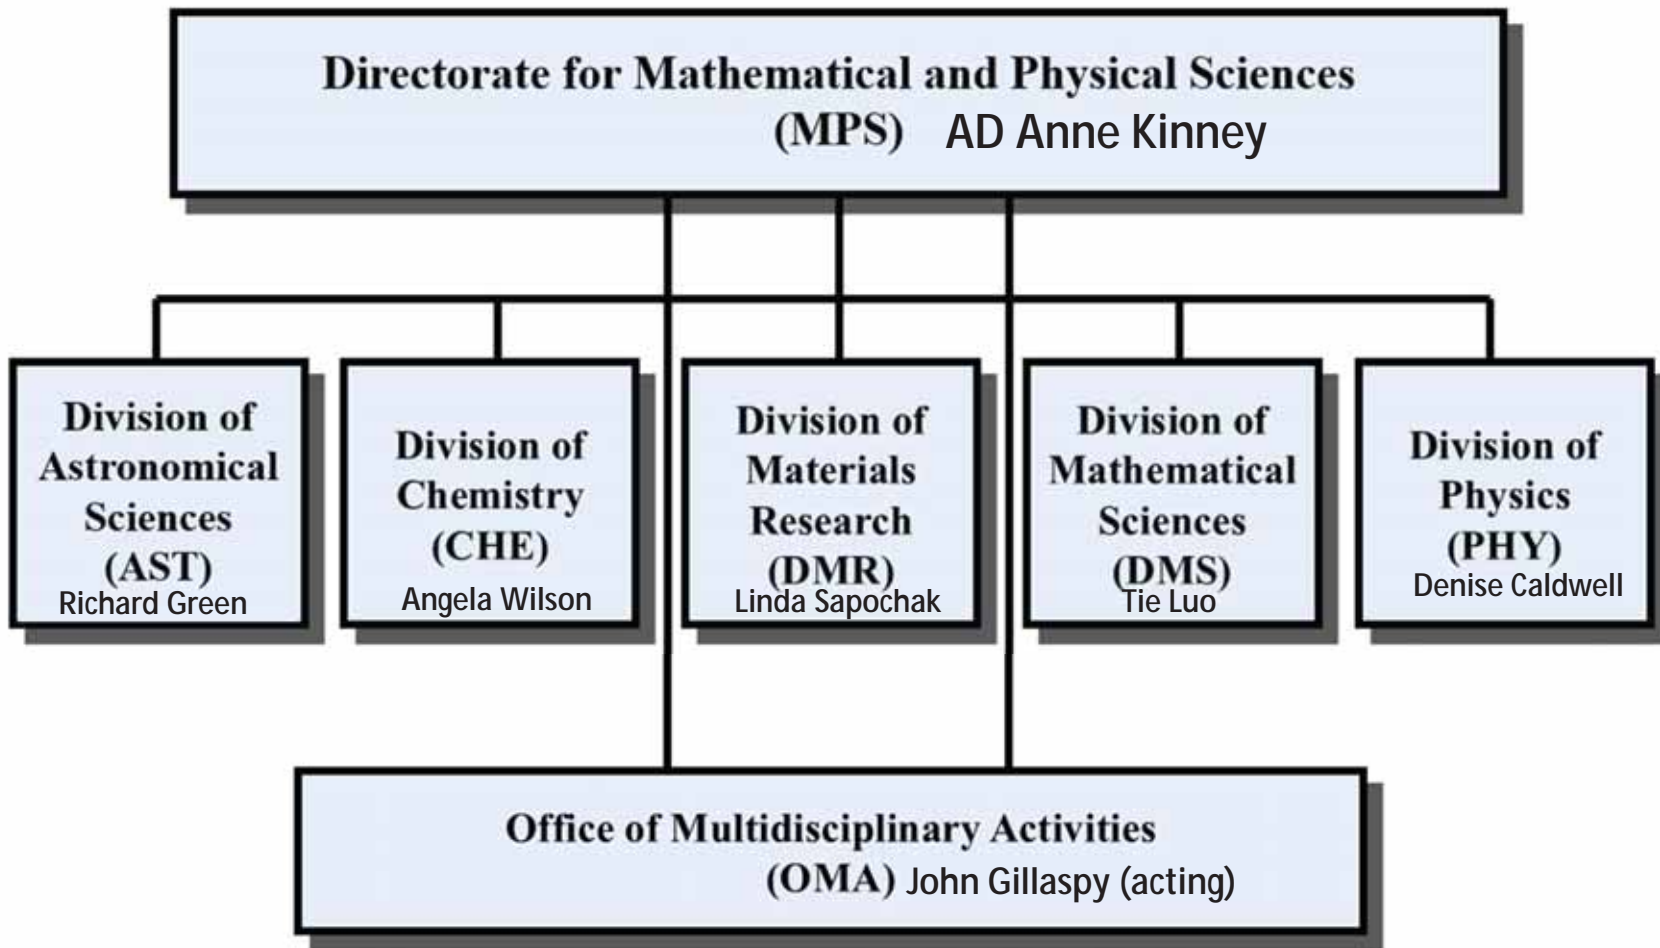 Directorate for Mathematical and Physical Sciences
(MPS) AD Anne Kinney
Division of
Astronomical
Sciences
(AST)
Richard Green
Division of
Chemistry
(CHE)
Angela Wilson
Division of
Materials
Research
(DMR)
Linda Sapochak
Division of
Mathematical
Sciences
(DMS)
Tie Luo
Division of
Physics
(PHY)
Denise Caldwell
Office of Multidisciplinary Activities
(OMA) John Gillaspy (acting)